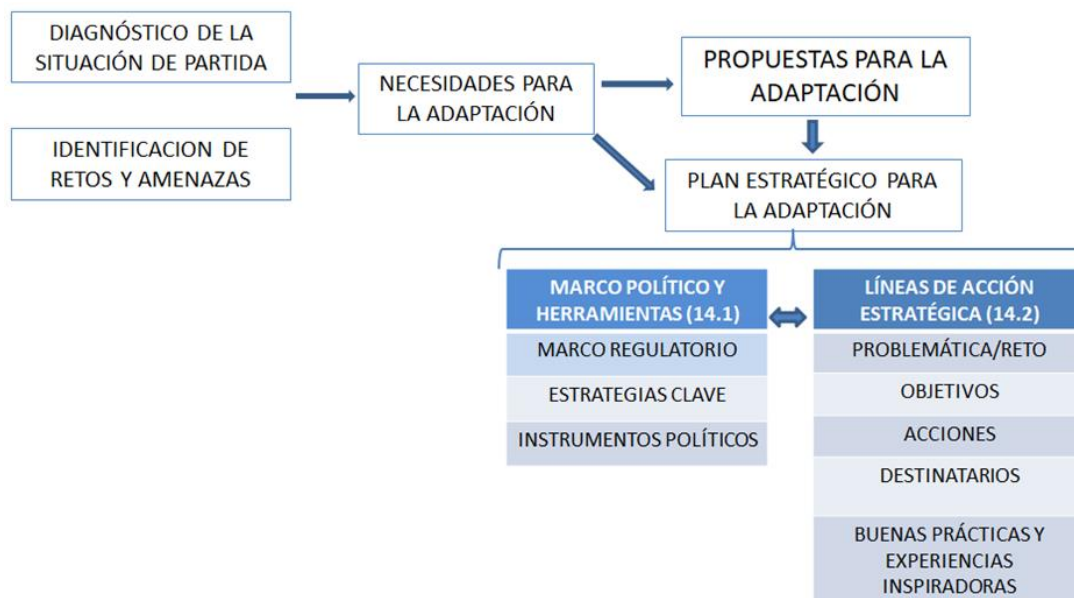 DIAGNÓSTICO DE LA
SITUACIÓN DE PARTIDA
IDENTIFICACION DE
RETOS Y AMENAZAS
NECESIDADES PARA
LA ADAPTACIÓN
PROPUESTAS PARA LA
ADAPTACIÓN
PLAN ESTRATÉGICO PARA
LA ADAPTACIÓN
MARCO POLÍTICO Y
HERRAMIENTAS (14.1)
MARCO REGULATORIO
ESTRATEGIAS CLAVE
INSTRUMENTOS POLÍTICOS
LÍNEAS DE ACCIÓN
ESTRATÉGICA (14.2)
PROBLEMÁTICA/RETO
OBJETIVOS
ACCIONES
DESTINATARIOS
BUENAS PRÁCTICAS Y
EXPERIENCIAS
INSPIRADORAS